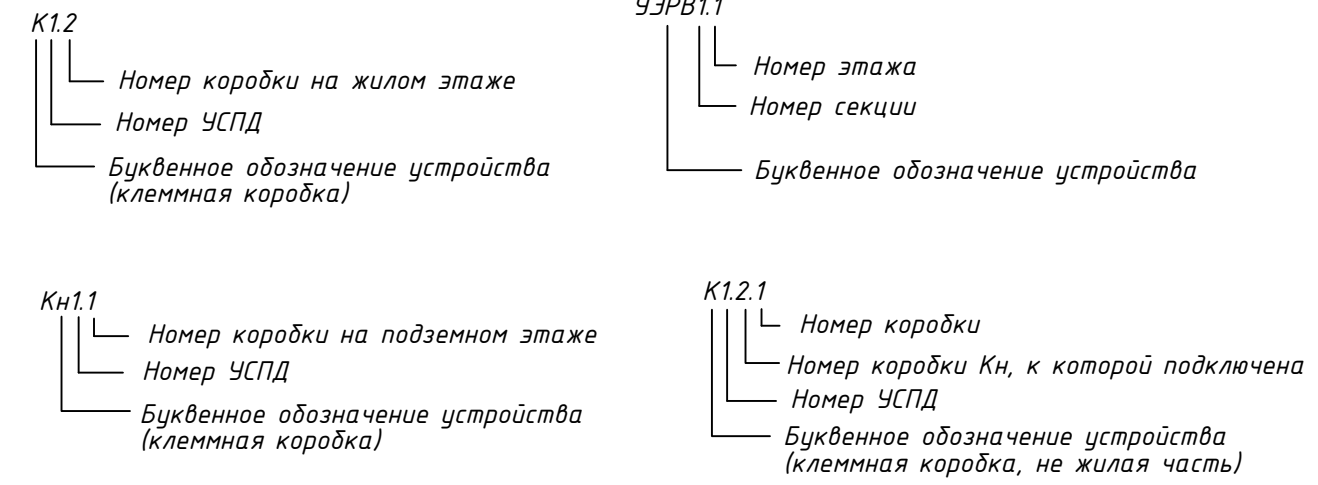 К1.2
Номер коробки на жилом этаже
Номер УСПД
Буквенное обозначение устройства
(клеммная коробка)
УЭРВ1.1
Номер этажа
Номер секции
Буквенное обозначение устройства
Кн1.1
Номер коробки на подземном этаже
Номер УСПД
Буквенное обозначение устройства
(клеммная коробка)
К1.2.1
Номер коробки
Номер коробки Кн, к которой подключена
Номер УСПД
Буквенное обозначение устройства
(клеммная коробка, не жилая часть)